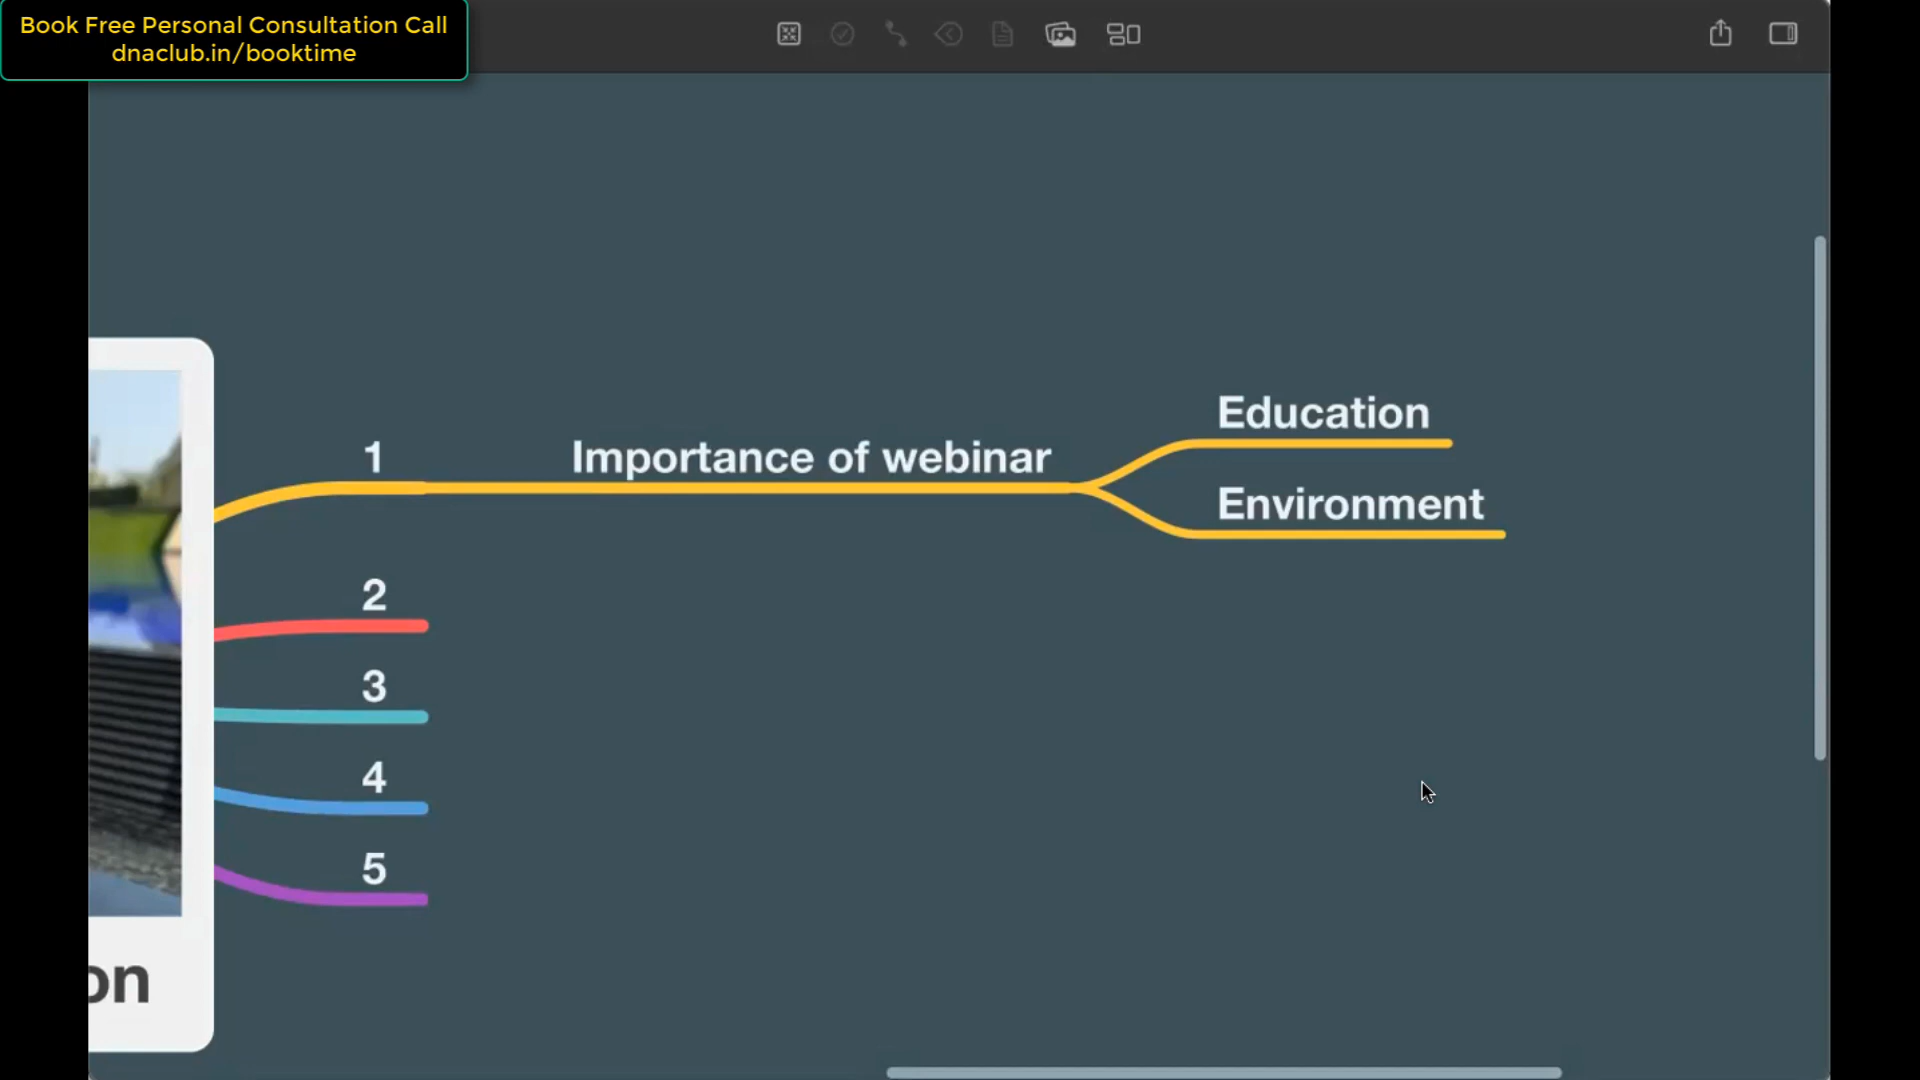 Book Free Personal Consultation Call
dnaclub.in/booktime
1
Importance of webinar
Education
Environment
2
3
4
5
on